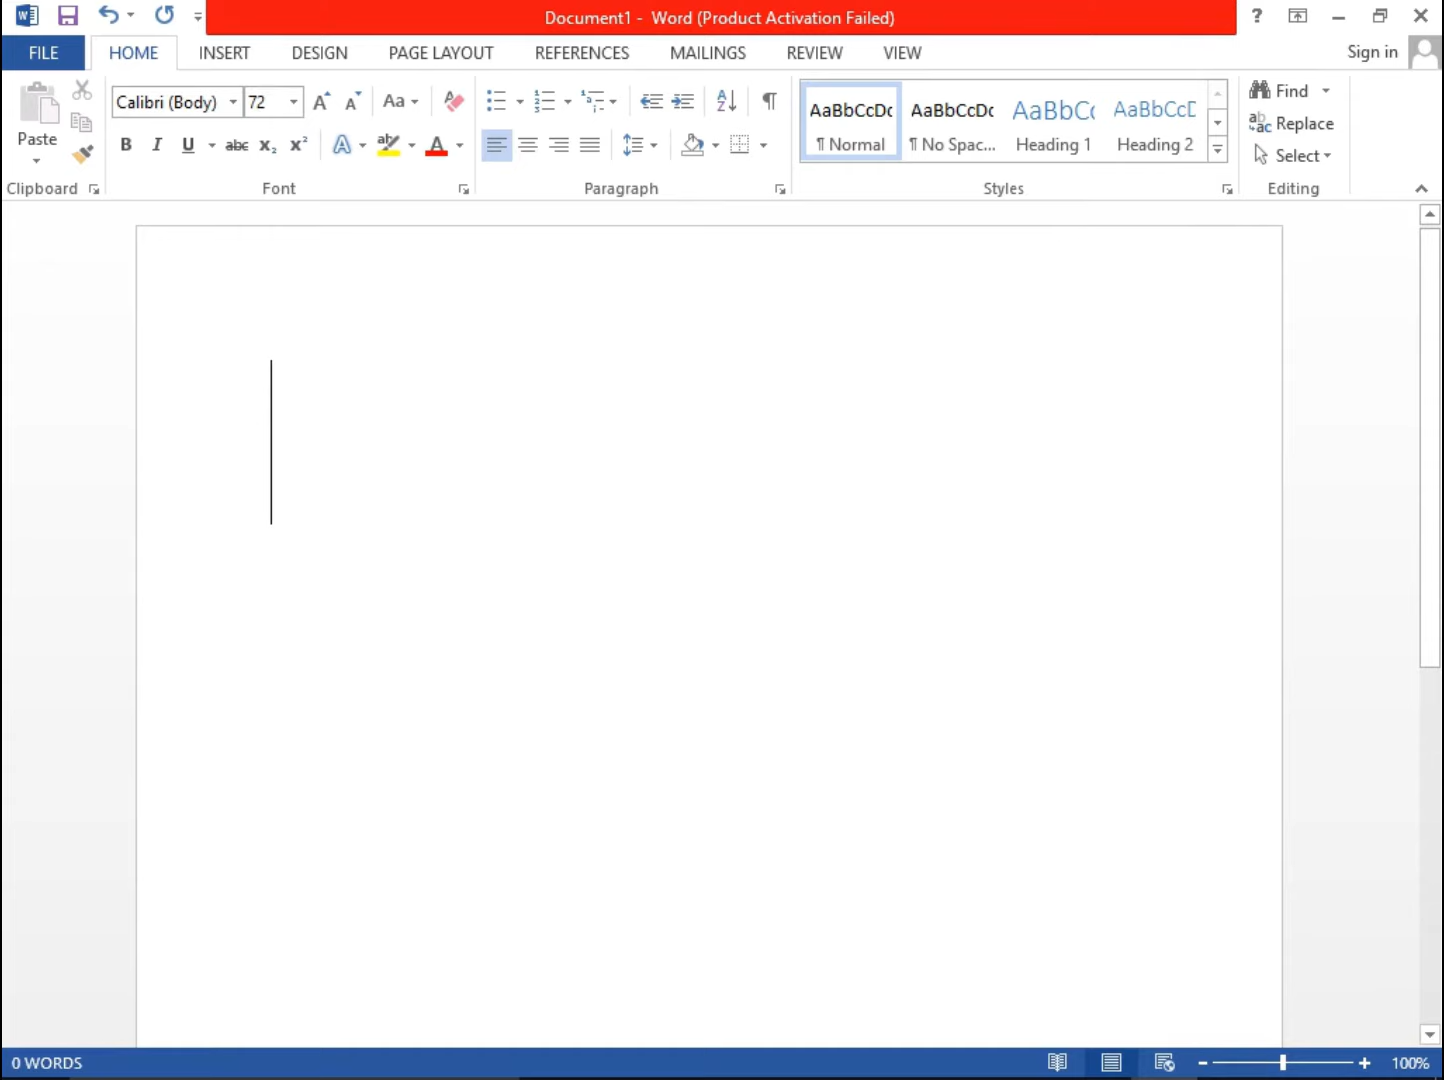 Document1 - Word (Product Activation Failed)
FILE HOME INSERT DESIGN PAGE LAYOUT REFERENCES MAILINGS REVIEW VIEW Sign in
Calibri (Body) 72 Aa AaBbCcDc AaBbCcDc AaBbCc AaBbCcE Find
Paste B I U abc x₂ x² A aby A ¶ Normal ¶ No Spac... Heading 1 Heading 2 Replace
Select
Clipboard Font Paragraph Styles Editing
0 WORDS 100%